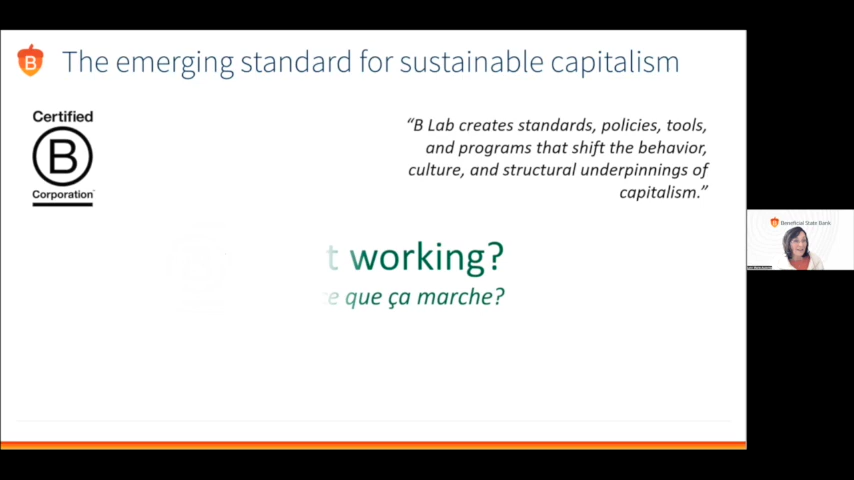 B The emerging standard for sustainable capitalism
Certified
B
Corporation
“B Lab creates standards, policies, tools,
and programs that shift the behavior,
culture, and structural underpinnings of
capitalism.”
t working?
e que ça marche?
Beneficial State Bank